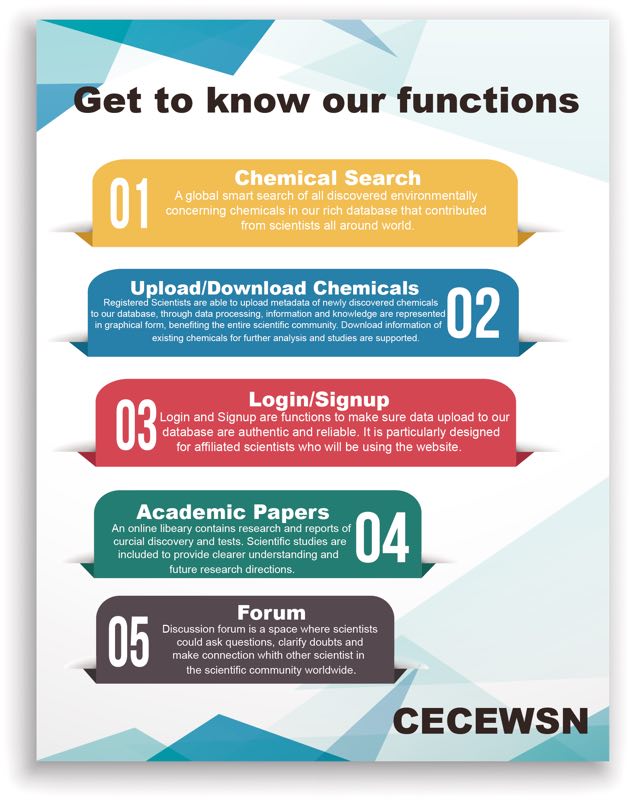 Get to know our functions
01
Chemical Search
A global smart search of all discovered environmentally
concerning chemicals in our rich database that contributed
from scientists all around world.
Upload/Download Chemicals
Registered Scientists are able to upload metadata of newly discovered chemicals
to our database, through data processing, information and knowledge are represented
in graphical form, benefiting the entire scientific community. Download information of
existing chemicals for further analysis and studies are supported.
02
03
Login/Signup
Login and Signup are functions to make sure data upload to our
database are authentic and reliable. It is particularly designed
for affiliated scientists who will be using the website.
Academic Papers
An online libeary contains research and reports of
curcial discovery and tests. Scientific studies are
included to provide clearer understanding and
future research directions.
04
05
Forum
Discussion forum is a space where scientists
could ask questions, clarify doubts and
make connection whith other scientist in
the scientific community worldwide.
CECEWSN